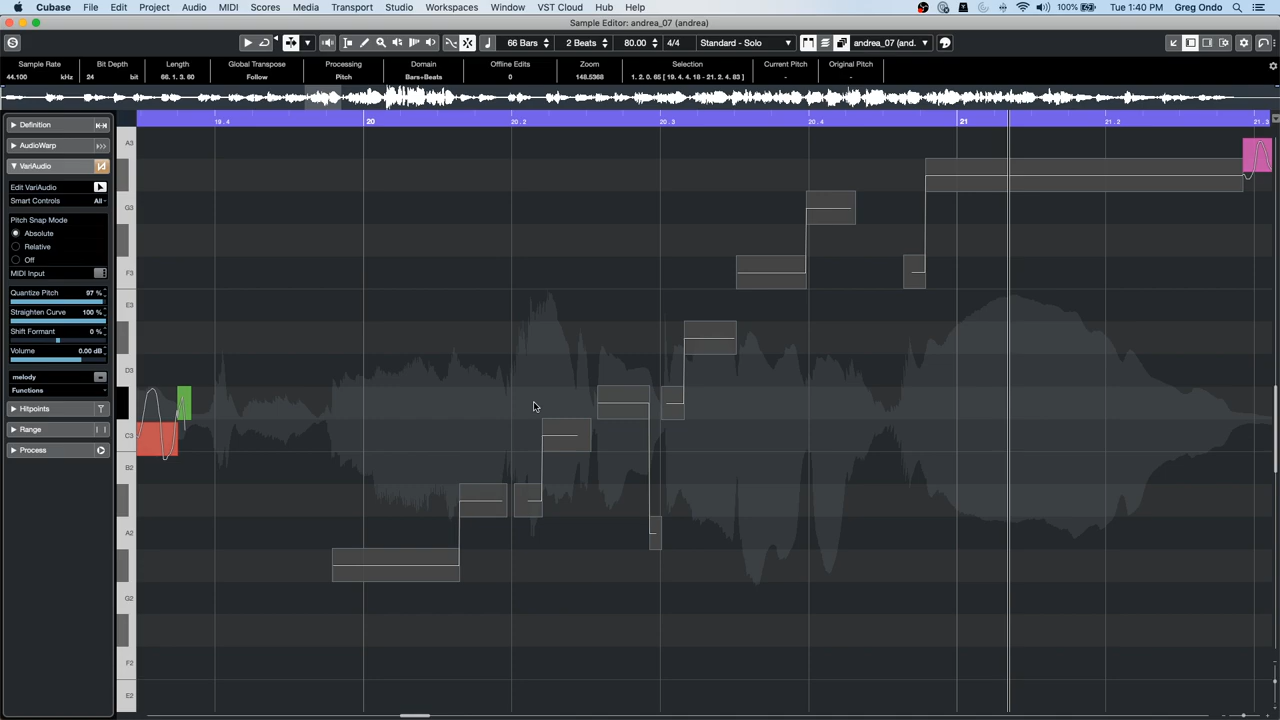 Cubase File Edit Project Audio MIDI Scores Media Transport Studio Workspaces Window VST Cloud Hub Help 100% Tue 1:40 PM Greg Ondo
Sample Editor: andrea_07 (andrea)
66 Bars 2 Beats 80.00 4/4 Standard - Solo andrea_07 (and.
Sample Rate Bit Depth Length Global Transpose Processing Domain Offline Edits Zoom Selection Current Pitch Original Pitch
44.100 kHz 24 bit 66. 1. 3. 60 Follow Pitch Bars+Beats 0 148.5368 1. 2. 0. 65 [ 19. 4. 4. 18 - 21. 2. 4. 83 ] - -
19.4 20 20.2 20.3 20.4 21 21.2 21.3
Definition
AudioWarp
VariAudio
Edit VariAudio
Smart Controls All
Pitch Snap Mode
Absolute
Relative
Off
MIDI Input
Quantize Pitch 97 %
Straighten Curve 100 %
Shift Formant 0 %
Volume 0.00 dB
melody
Functions
Hitpoints
Range
Process
A3
G3
F3
E3
D3
C3
B2
A2
G2
F2
E2